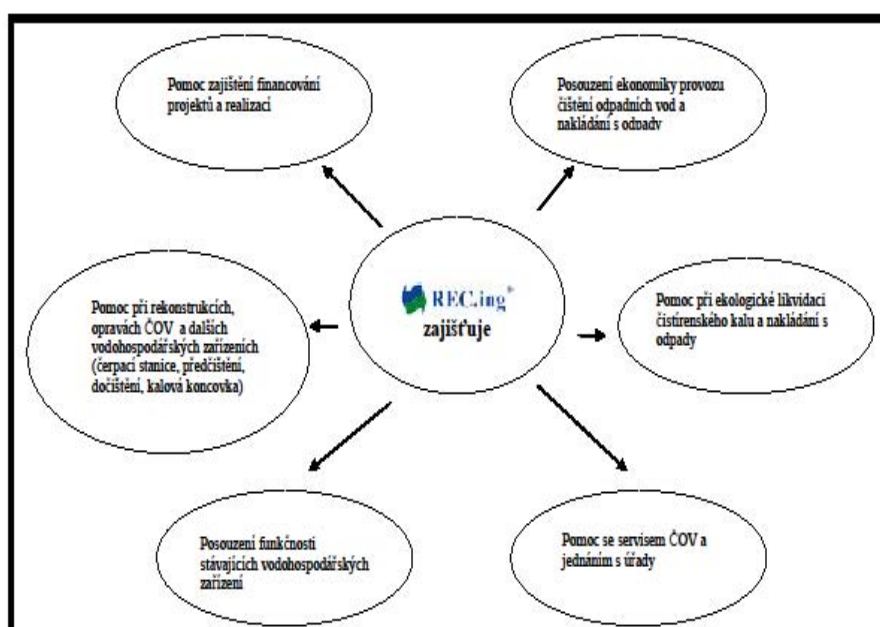 Pomoc zajištění financování
projektů a realizací
Posouzení ekonomiky provozu
čištění odpadních vod a
nakládání s odpady
REC.ing®
zajišťuje
Pomoc při rekonstrukcích,
opravách ČOV a dalších
vodohospodářských zařízeních
(čerpací stanice, předčištění,
dočištění, kalová koncovka)
Pomoc při ekologické likvidaci
čistírenského kalu a nakládání s
odpady
Posouzení funkčnosti
stávajících vodohospodářských
zařízení
Pomoc se servisem ČOV a
jednáním s úřady